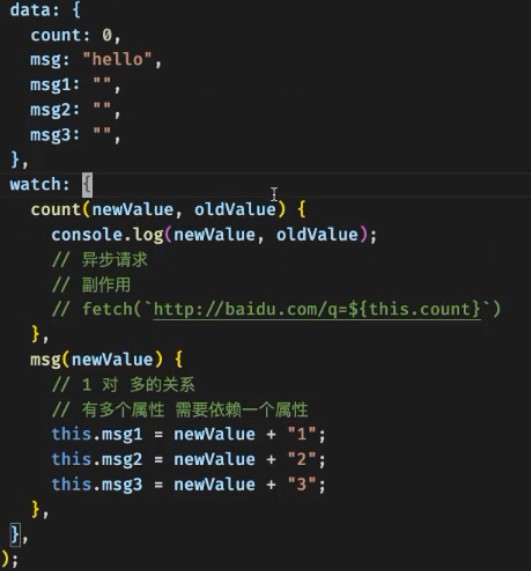 data: {
count: 0,
msg: "hello",
msg1: "",
msg2: "",
msg3: "",
},
watch: {
count(newValue, oldValue) {
console.log(newValue, oldValue);
// 异步请求
// 副作用
// fetch(`http://baidu.com/q=${this.count}`)
},
msg(newValue) {
// 1 对 多的关系
// 有多个属性 需要依赖一个属性
this.msg1 = newValue + "1";
this.msg2 = newValue + "2";
this.msg3 = newValue + "3";
},
},
);